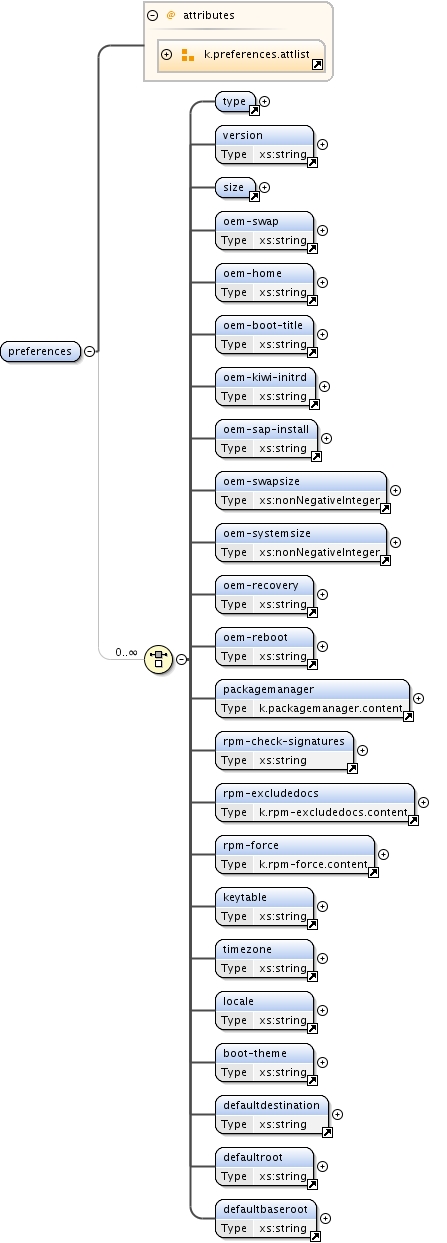 @ attributes
k.preferences.attlist
type
version
Type xs:string
size
oem-swap
Type xs:string
oem-home
Type xs:string
oem-boot-title
Type xs:string
oem-kiwi-initrd
Type xs:string
oem-sap-install
Type xs:string
preferences
oem-swapsize
Type xs:nonNegativeInteger
oem-systemsize
Type xs:nonNegativeInteger
oem-recovery
Type xs:string
oem-reboot
Type xs:string
0..∞
packagemanager
Type k.packagemanager.content
rpm-check-signatures
Type xs:string
rpm-excludedocs
Type k.rpm-excludedocs.content
rpm-force
Type k.rpm-force.content
keytable
Type xs:string
timezone
Type xs:string
locale
Type xs:string
boot-theme
Type xs:string
defaultdestination
Type xs:string
defaultroot
Type xs:string
defaultbaseroot
Type xs:string